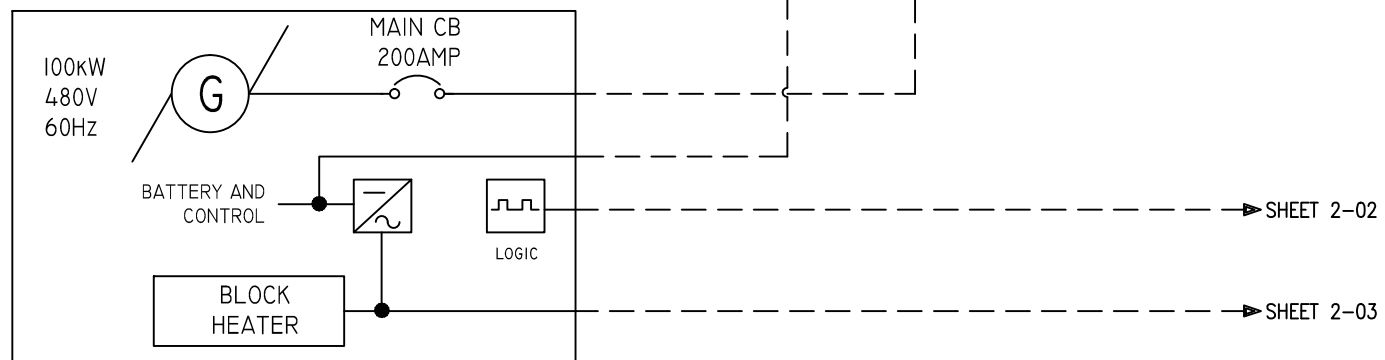 MAIN CB
200AMP
100KW
480V
60HZ
G
BATTERY AND
CONTROL
LOGIC
SHEET 2-02
BLOCK
HEATER
SHEET 2-03